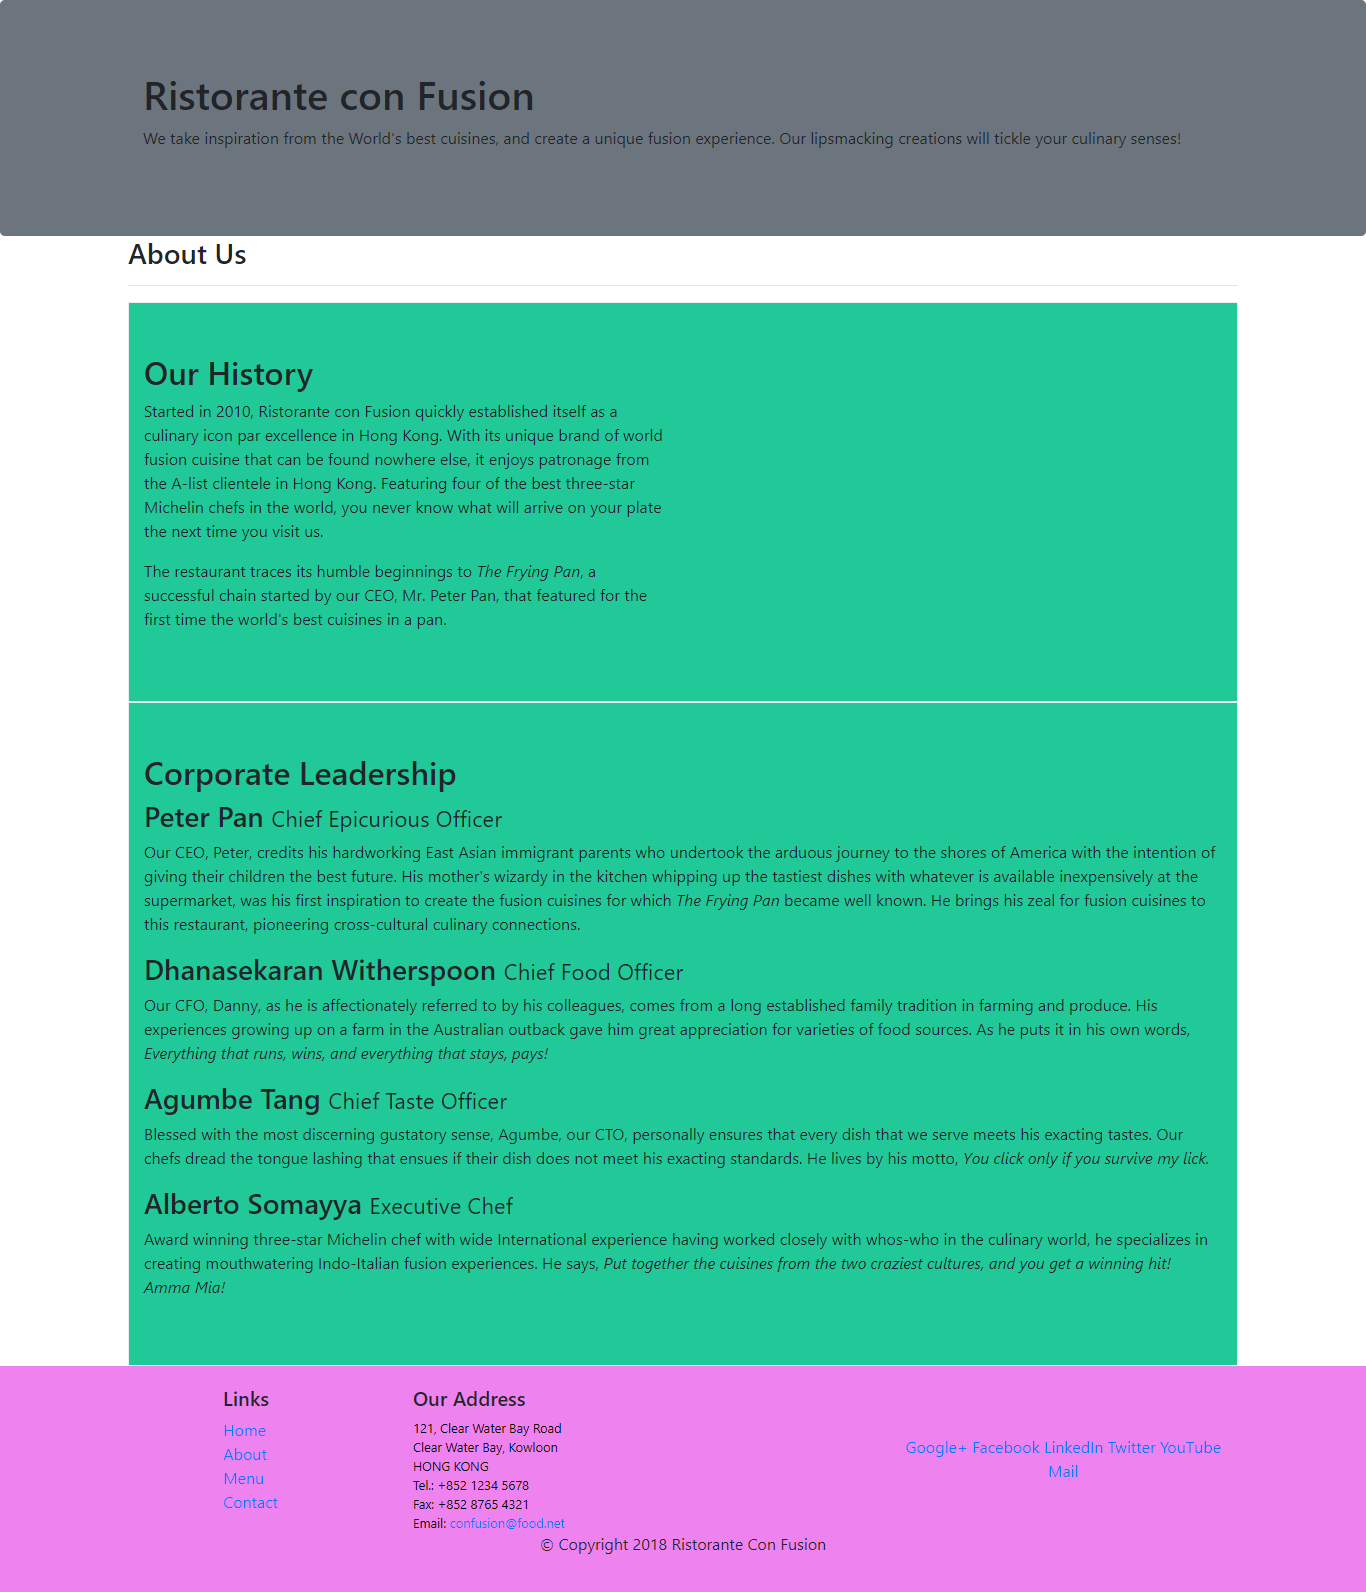 Ristorante con Fusion
We take inspiration from the World's best cuisines, and create a unique fusion experience. Our lipsmacking creations will tickle your culinary senses!
About Us
Our History
Started in 2010, Ristorante con Fusion quickly established itself as a
culinary icon par excellence in Hong Kong. With its unique brand of world
fusion cuisine that can be found nowhere else, it enjoys patronage from
the A-list clientele in Hong Kong. Featuring four of the best three-star
Michelin chefs in the world, you never know what will arrive on your plate
the next time you visit us.
The restaurant traces its humble beginnings to The Frying Pan, a
successful chain started by our CEO, Mr. Peter Pan, that featured for the
first time the world's best cuisines in a pan.
Corporate Leadership
Peter Pan Chief Epicurious Officer
Our CEO, Peter, credits his hardworking East Asian immigrant parents who undertook the arduous journey to the shores of America with the intention of
giving their children the best future. His mother's wizardy in the kitchen whipping up the tastiest dishes with whatever is available inexpensively at the
supermarket, was his first inspiration to create the fusion cuisines for which The Frying Pan became well known. He brings his zeal for fusion cuisines to
this restaurant, pioneering cross-cultural culinary connections.
Dhanasekaran Witherspoon Chief Food Officer
Our CFO, Danny, as he is affectionately referred to by his colleagues, comes from a long established family tradition in farming and produce. His
experiences growing up on a farm in the Australian outback gave him great appreciation for varieties of food sources. As he puts it in his own words,
Everything that runs, wins, and everything that stays, pays!
Agumbe Tang Chief Taste Officer
Blessed with the most discerning gustatory sense, Agumbe, our CTO, personally ensures that every dish that we serve meets his exacting tastes. Our
chefs dread the tongue lashing that ensues if their dish does not meet his exacting standards. He lives by his motto, You click only if you survive my lick.
Alberto Somayya Executive Chef
Award winning three-star Michelin chef with wide International experience having worked closely with whos-who in the culinary world, he specializes in
creating mouthwatering Indo-Italian fusion experiences. He says, Put together the cuisines from the two craziest cultures, and you get a winning hit!
Amma Mia!
Links
Home
About
Menu
Contact
Our Address
121, Clear Water Bay Road
Clear Water Bay, Kowloon
HONG KONG
Tel.: +852 1234 5678
Fax: +852 8765 4321
Email: confusion@food.net
Google+ Facebook LinkedIn Twitter YouTube
Mail
© Copyright 2018 Ristorante Con Fusion